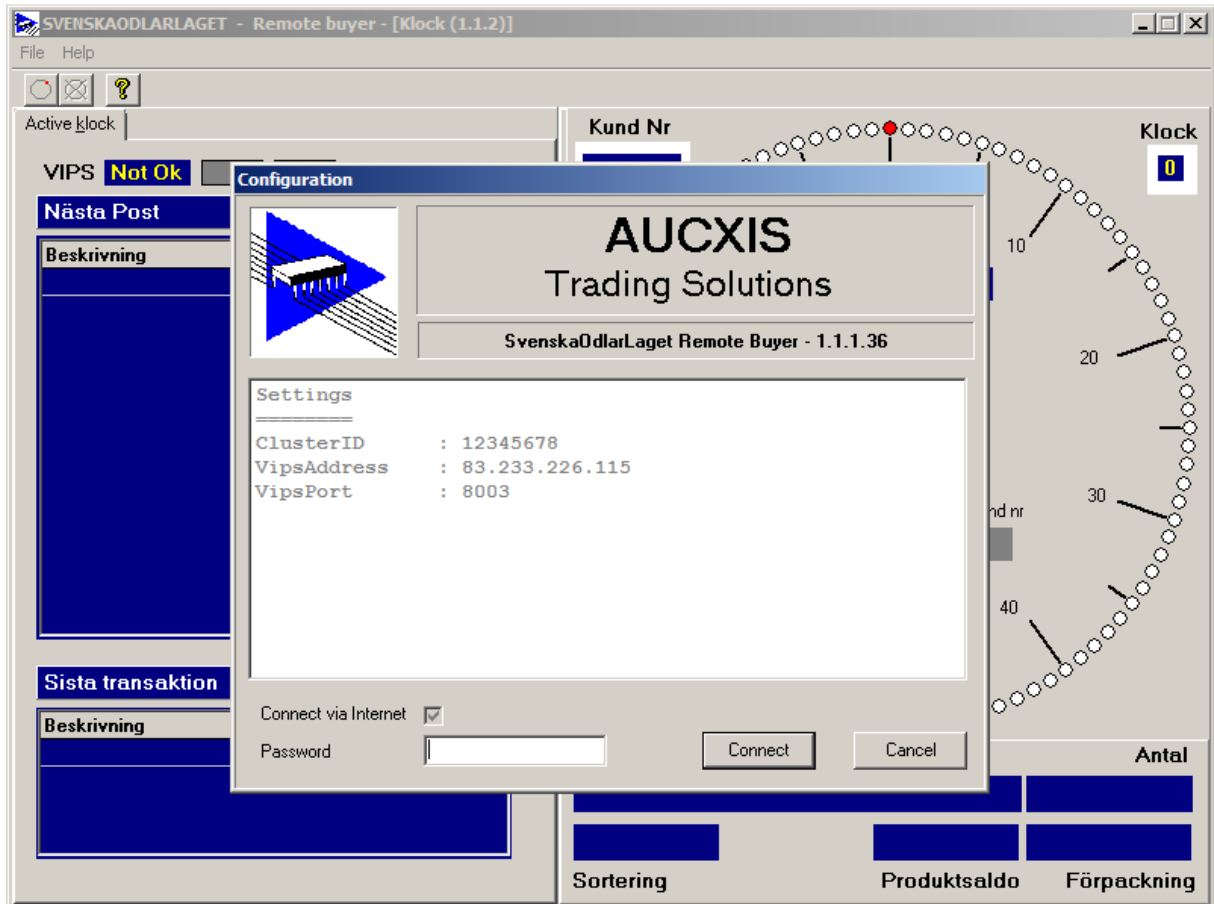 SVENSKAODLARLAGET - Remote buyer - [Klock (1.1.2)]
File Help
Active klock
VIPS Not Ok
Nästa Post
Beskrivning
Sista transaktion
Beskrivning
Kund Nr
Klock
0
10
20
30
nd nr
40
Antal
Sortering Produktsaldo Förpackning
Configuration
AUCXIS
Trading Solutions
SvenskaOdlarLaget Remote Buyer - 1.1.1.36
Settings
========
ClusterID : 12345678
VipsAddress : 83.233.226.115
VipsPort : 8003
Connect via Internet
Password
Connect Cancel